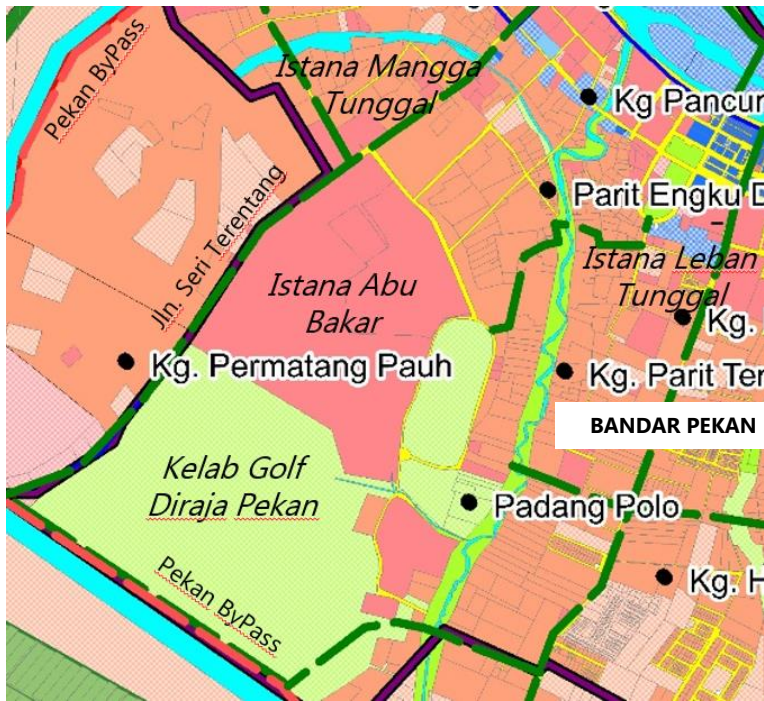 Pekan ByPass
Istana Mangga
Tunggal
Kg Pancur
Jln. Seri Terentang
Parit Engku D
Istana Leban
Tunggal
Istana Abu
Bakar
Kg.
Kg. Permatang Pauh
Kg. Parit Ter
BANDAR PEKAN
Kelab Golf
Diraja Pekan
Padang Polo
Pekan ByPass
Kg. H